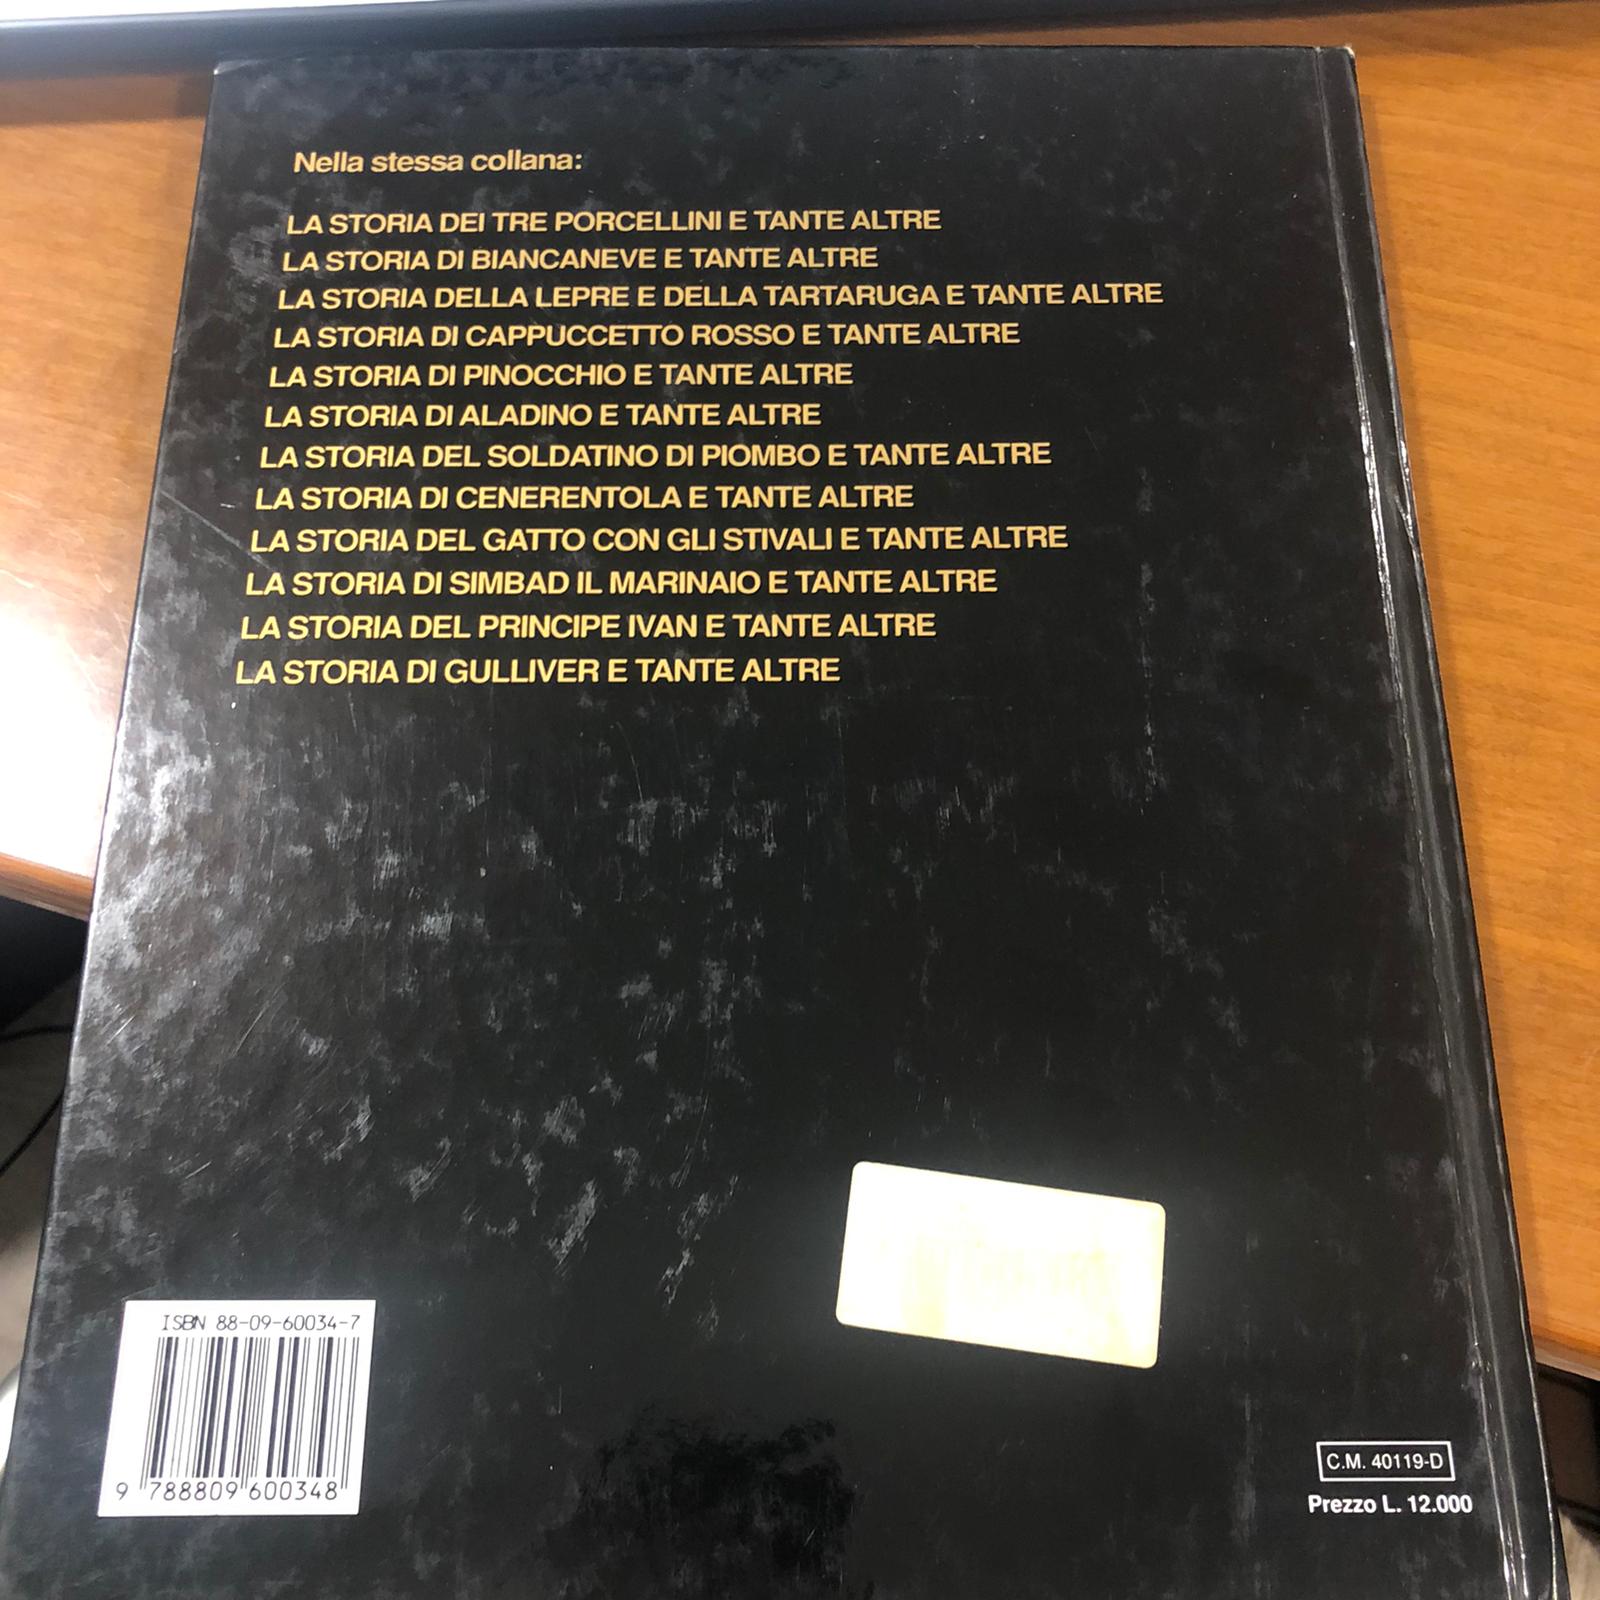 Nella stessa collana:
LA STORIA DEI TRE PORCELLINI E TANTE ALTRE
LA STORIA DI BIANCANEVE E TANTE ALTRE
LA STORIA DELLA LEPRE E DELLA TARTARUGA E TANTE ALTRE
LA STORIA DI CAPPUCCETTO ROSSO E TANTE ALTRE
LA STORIA DI PINOCCHIO E TANTE ALTRE
LA STORIA DI ALADINO E TANTE ALTRE
LA STORIA DEL SOLDATINO DI PIOMBO E TANTE ALTRE
LA STORIA DI CENERENTOLA E TANTE ALTRE
LA STORIA DEL GATTO CON GLI STIVALI E TANTE ALTRE
LA STORIA DI SIMBAD IL MARINAIO E TANTE ALTRE
LA STORIA DEL PRINCIPE IVAN E TANTE ALTRE
LA STORIA DI GULLIVER E TANTE ALTRE
ISBN 88-09-60034-7
9 788809 600348
C.M. 40119-D
Prezzo L. 12.000